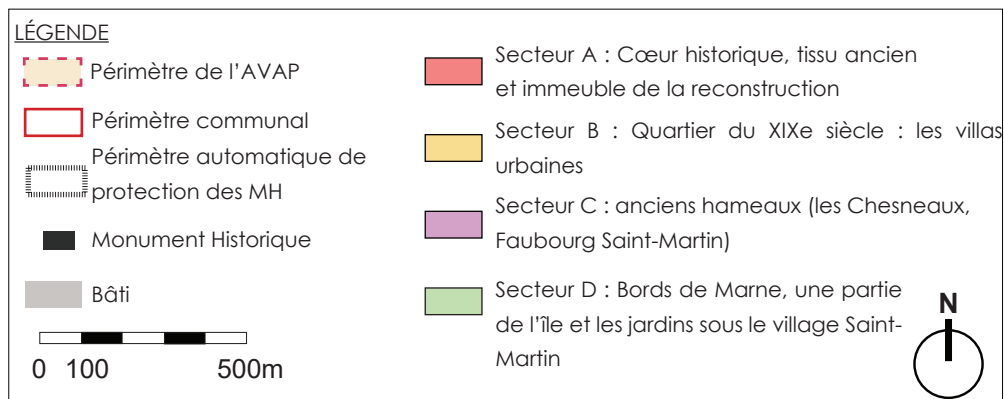 LÉGENDE
Périmètre de l'AVAP
Périmètre communal
Périmètre automatique de
protection des MH
Monument Historique
Bâti
0 100 500m
Secteur A : Cœur historique, tissu ancien
et immeuble de la reconstruction
Secteur B : Quartier du XIXe siècle : les villas
urbaines
Secteur C : anciens hameaux (les Chesneaux,
Faubourg Saint-Martin)
Secteur D : Bords de Marne, une partie
de l'île et les jardins sous le village Saint-
Martin
N